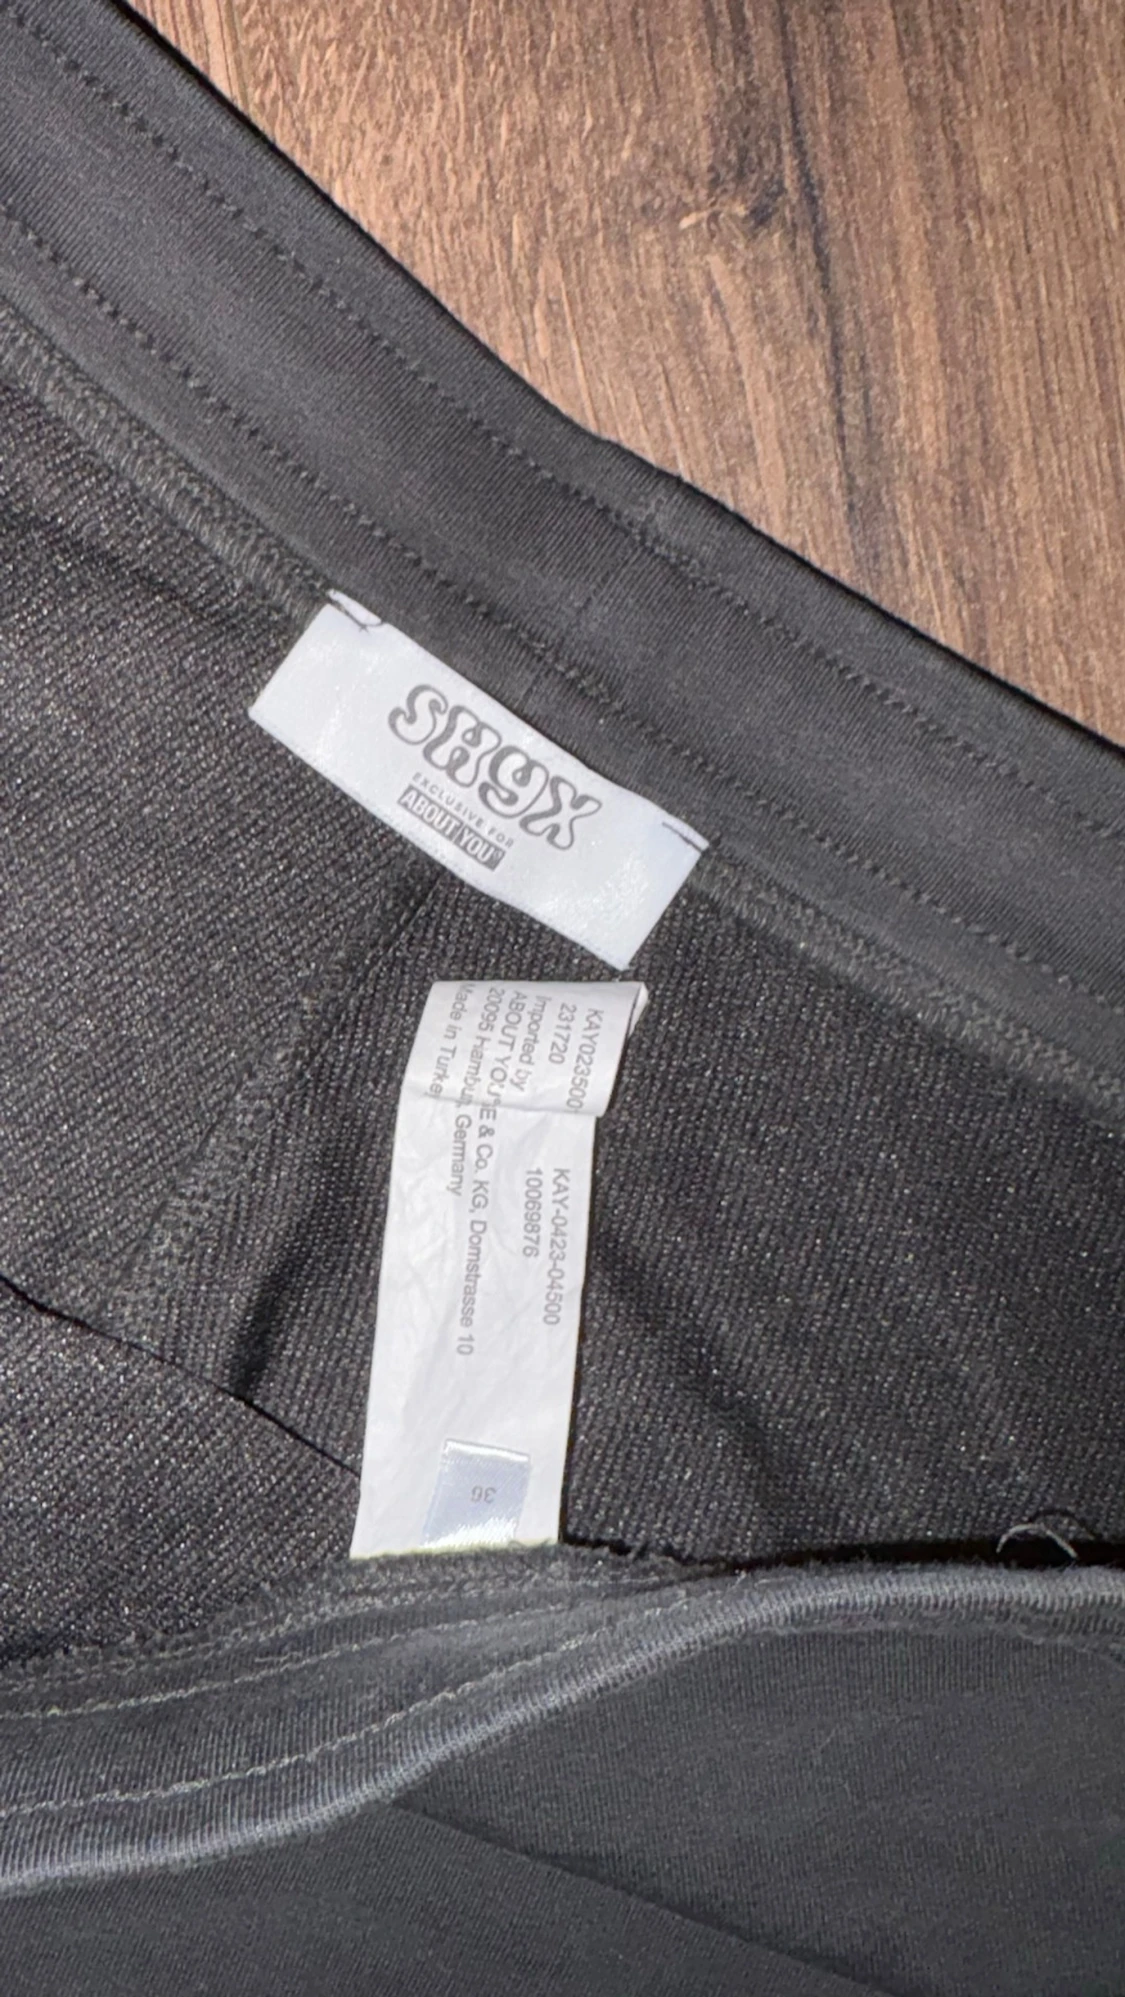 SHYX
EXCLUSIVE FOR
ABOUT YOU°
KAY023500 KAY-0423-04500
231720 10069876
Imported by
ABOUT YOU SE & Co. KG, Domstrasse 10
20095 Hamburg, Germany
Made in Turkey
36